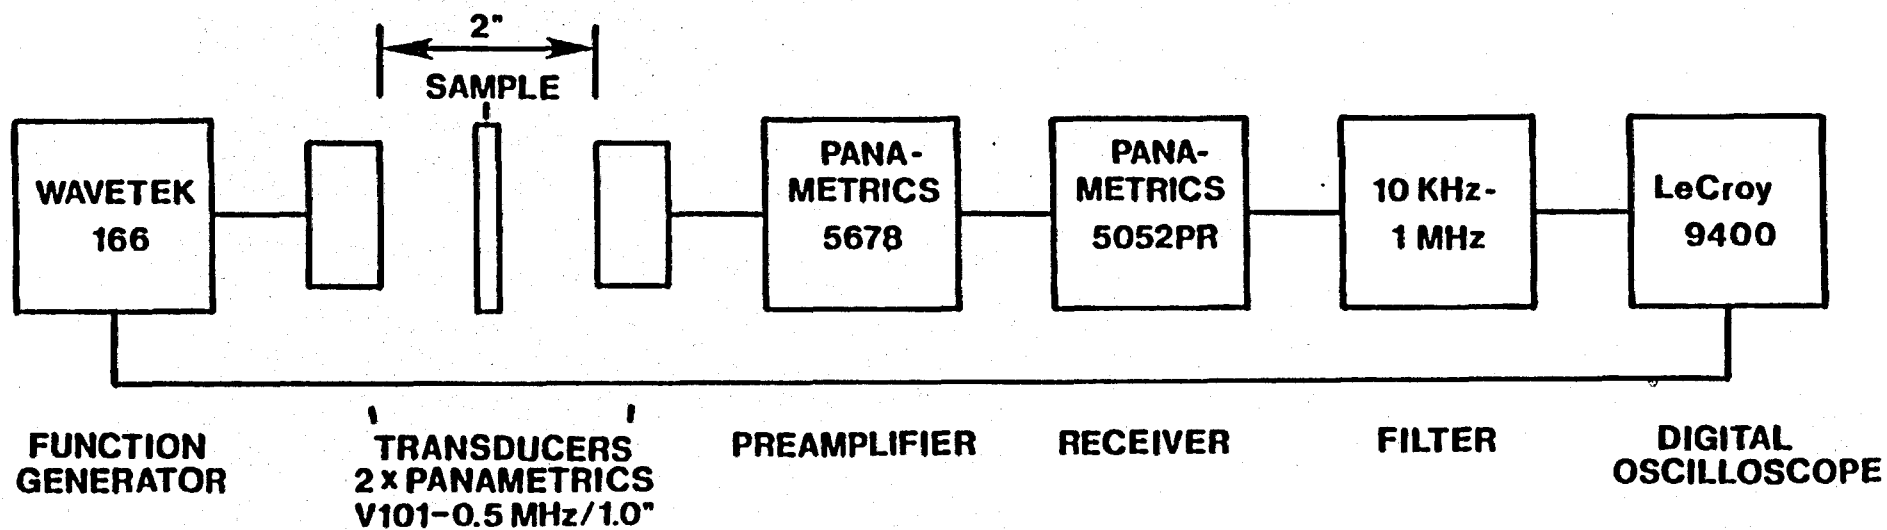 2"
SAMPLE
WAVETEK
166
PANA-
METRICS
5678
PANA-
METRICS
5052PR
10 KHz-
1 MHz
LeCroy
9400
FUNCTION
GENERATOR
TRANSDUCERS
2 x PANAMETRICS
V101-0.5 MHz/1.0"
PREAMPLIFIER
RECEIVER
FILTER
DIGITAL
OSCILLOSCOPE